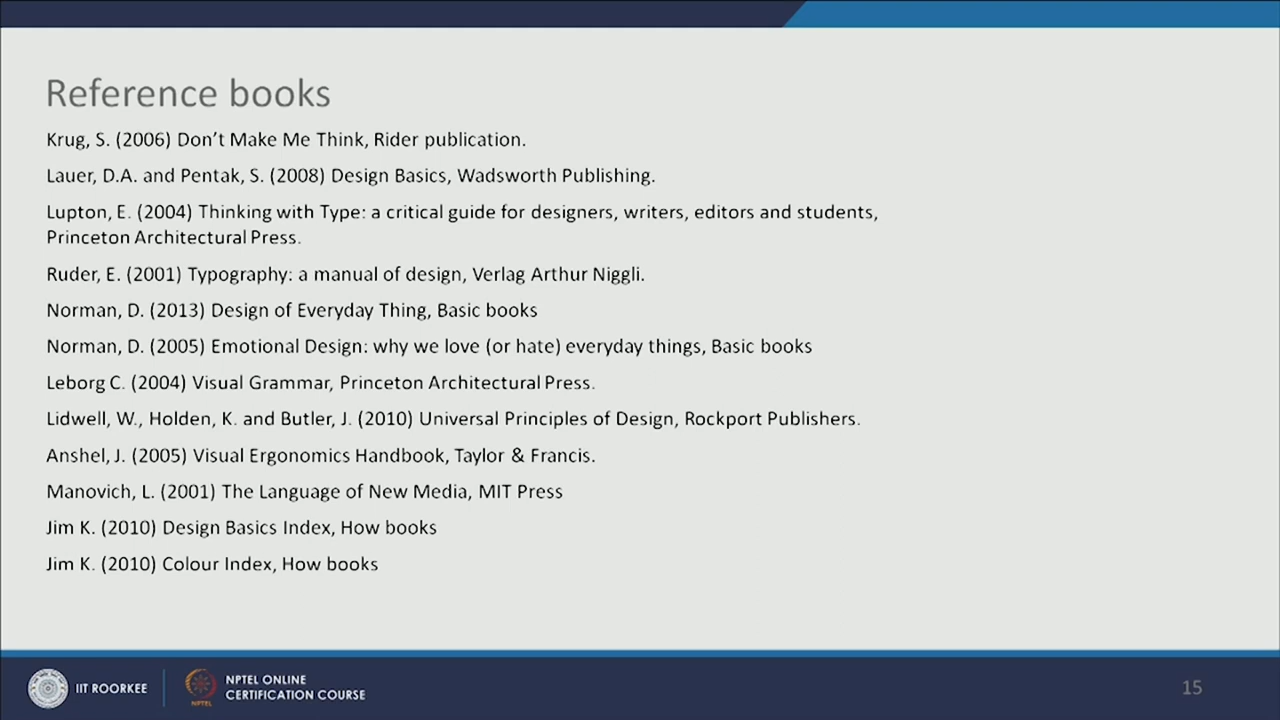 Reference books
Krug, S. (2006) Don’t Make Me Think, Rider publication.
Lauer, D.A. and Pentak, S. (2008) Design Basics, Wadsworth Publishing.
Lupton, E. (2004) Thinking with Type: a critical guide for designers, writers, editors and students,
Princeton Architectural Press.
Ruder, E. (2001) Typography: a manual of design, Verlag Arthur Niggli.
Norman, D. (2013) Design of Everyday Thing, Basic books
Norman, D. (2005) Emotional Design: why we love (or hate) everyday things, Basic books
Leborg C. (2004) Visual Grammar, Princeton Architectural Press.
Lidwell, W., Holden, K. and Butler, J. (2010) Universal Principles of Design, Rockport Publishers.
Anshel, J. (2005) Visual Ergonomics Handbook, Taylor & Francis.
Manovich, L. (2001) The Language of New Media, MIT Press
Jim K. (2010) Design Basics Index, How books
Jim K. (2010) Colour Index, How books
IIT ROORKEE
NPTEL
NPTEL ONLINE
CERTIFICATION COURSE
15